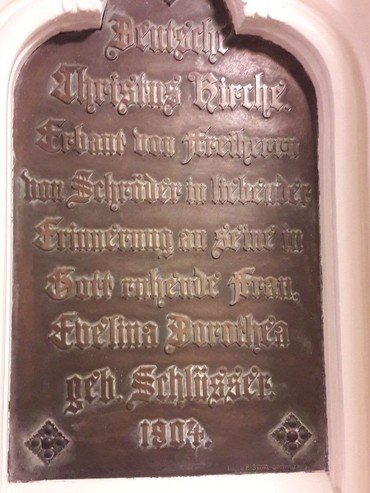 Deutsche
Christus Kirche.
Erbaut von Freiherrn
von Schröder in liebender
Erinnerung an seine in
Gott ruhende Frau,
Evelina Dorothea
geb. Schlüsser.
1904.